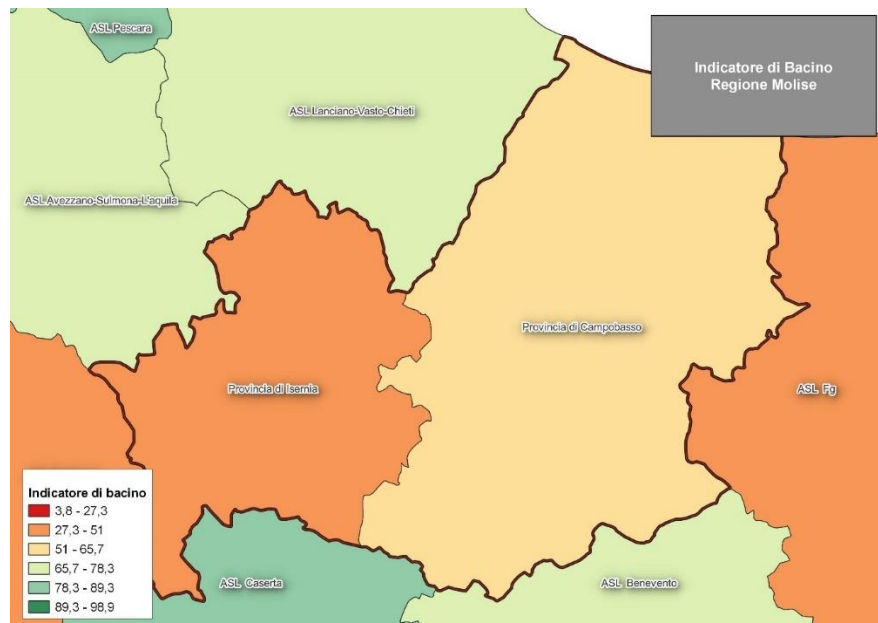 ASL Pescara
Indicatore di Bacino
Regione Molise
ASL Lanciano-Vasto-Chieti
ASL Avezzano-Sulmona-L'aquila
Provincia di Campobasso
Provincia di Isernia
ASL Fg
Indicatore di bacino
3,8 - 27,3
27,3 - 51
51 - 65,7
65,7 - 78,3
78,3 - 89,3
89,3 - 98,9
ASL Caserta
ASL Benevento